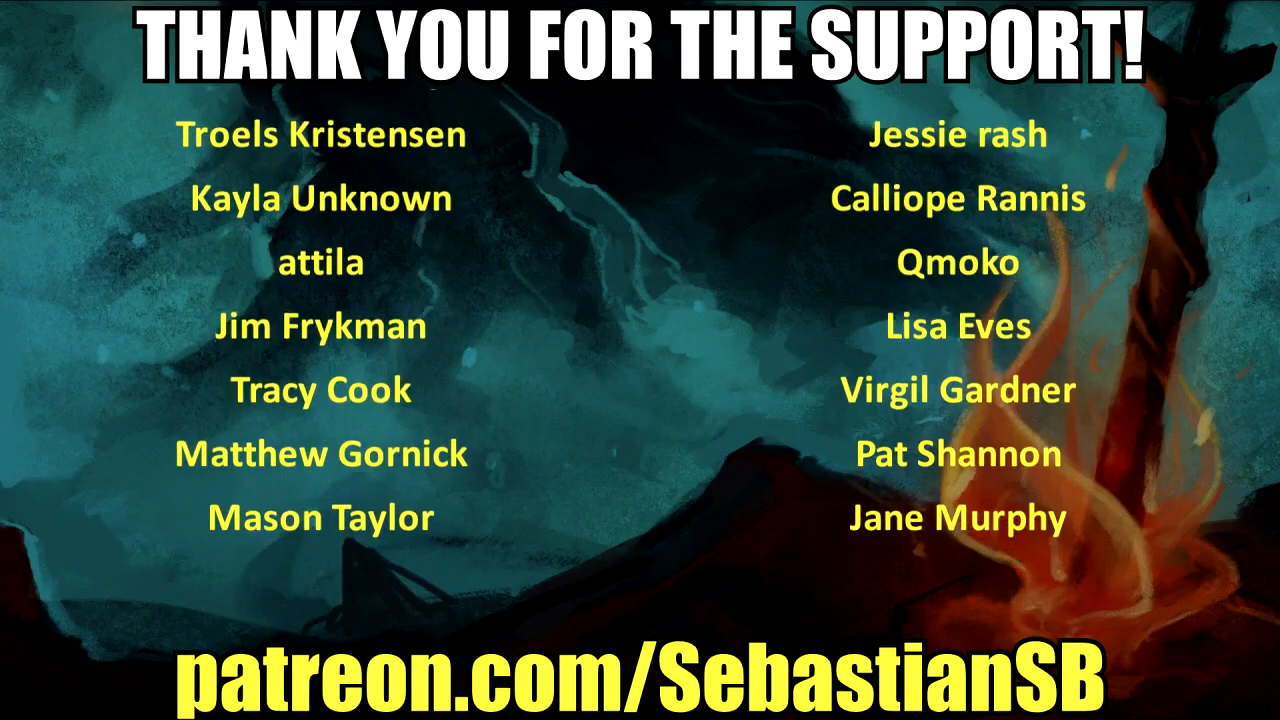 THANK YOU FOR THE SUPPORT!
Troels Kristensen
Kayla Unknown
attila
Jim Frykman
Tracy Cook
Matthew Gornick
Mason Taylor
Jessie rash
Calliope Rannis
Qmoko
Lisa Eves
Virgil Gardner
Pat Shannon
Jane Murphy
patreon.com/SebastianSB